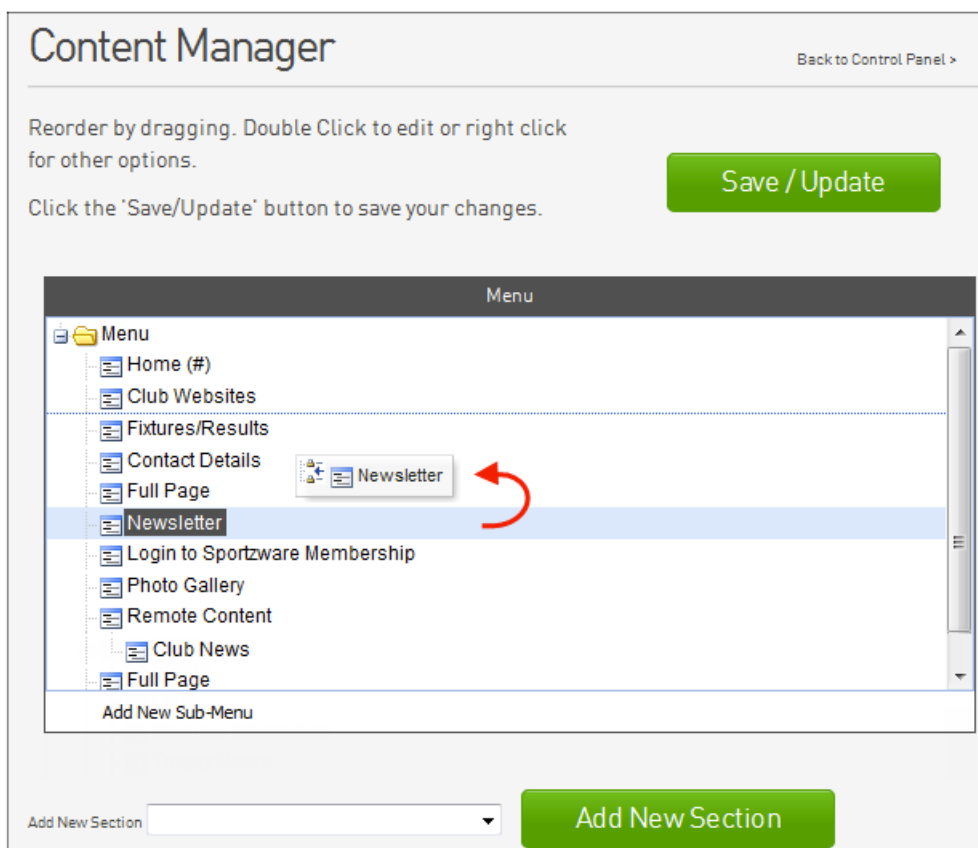 Content Manager
Back to Control Panel >
Reorder by dragging. Double Click to edit or right click
for other options.
Save / Update
Click the 'Save/Update' button to save your changes.
Menu
Menu
Home (#)
Club Websites
Fixtures/Results
Contact Details
Newsletter
Full Page
Newsletter
Login to Sportzware Membership
Photo Gallery
Remote Content
Club News
Full Page
Add New Sub-Menu
Add New Section
Add New Section